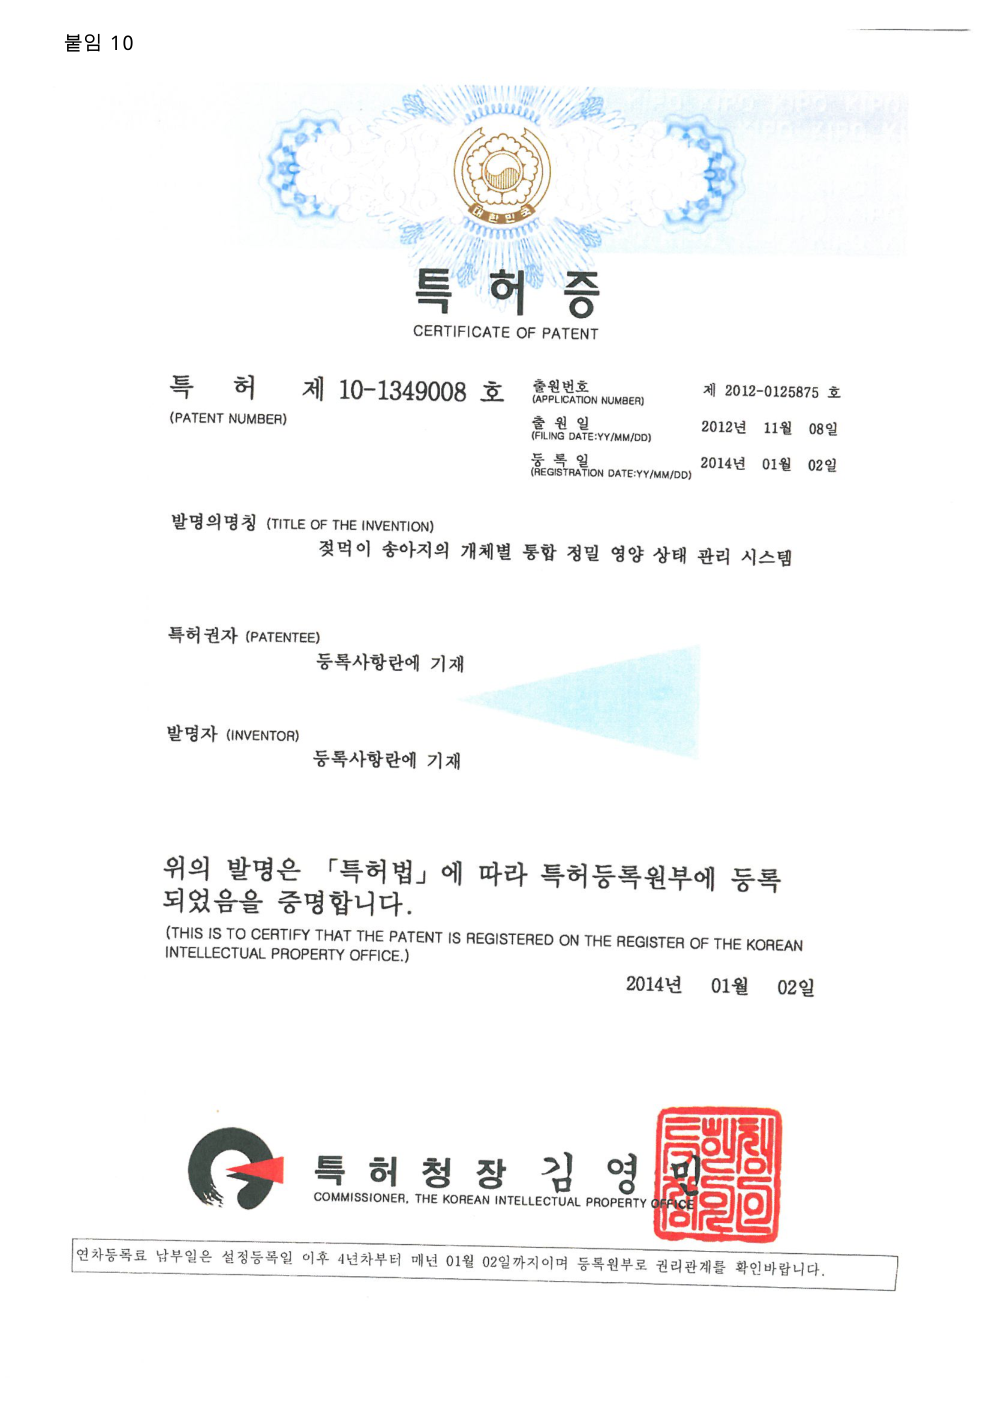 붙임 10
대한민국
특 허 증
CERTIFICATE OF PATENT
특 허 제 10-1349008 호
(PATENT NUMBER)
출원번호 제 2012-0125875 호
(APPLICATION NUMBER)
출 원 일 2012년 11월 08일
(FILING DATE:YY/MM/DD)
등 록 일 2014년 01월 02일
(REGISTRATION DATE:YY/MM/DD)
발명의명칭 (TITLE OF THE INVENTION)
젖먹이 송아지의 개체별 통합 정밀 영양 상태 관리 시스템
특허권자 (PATENTEE)
등록사항란에 기재
발명자 (INVENTOR)
등록사항란에 기재
위의 발명은 「특허법」에 따라 특허등록원부에 등록
되었음을 증명합니다.
(THIS IS TO CERTIFY THAT THE PATENT IS REGISTERED ON THE REGISTER OF THE KOREAN
INTELLECTUAL PROPERTY OFFICE.)
2014년 01월 02일
특허청장 김영민
COMMISSIONER, THE KOREAN INTELLECTUAL PROPERTY OFFICE
연차등록료 납부일은 설정등록일 이후 4년차부터 매년 01월 02일까지이며 등록원부로 권리관계를 확인바랍니다.